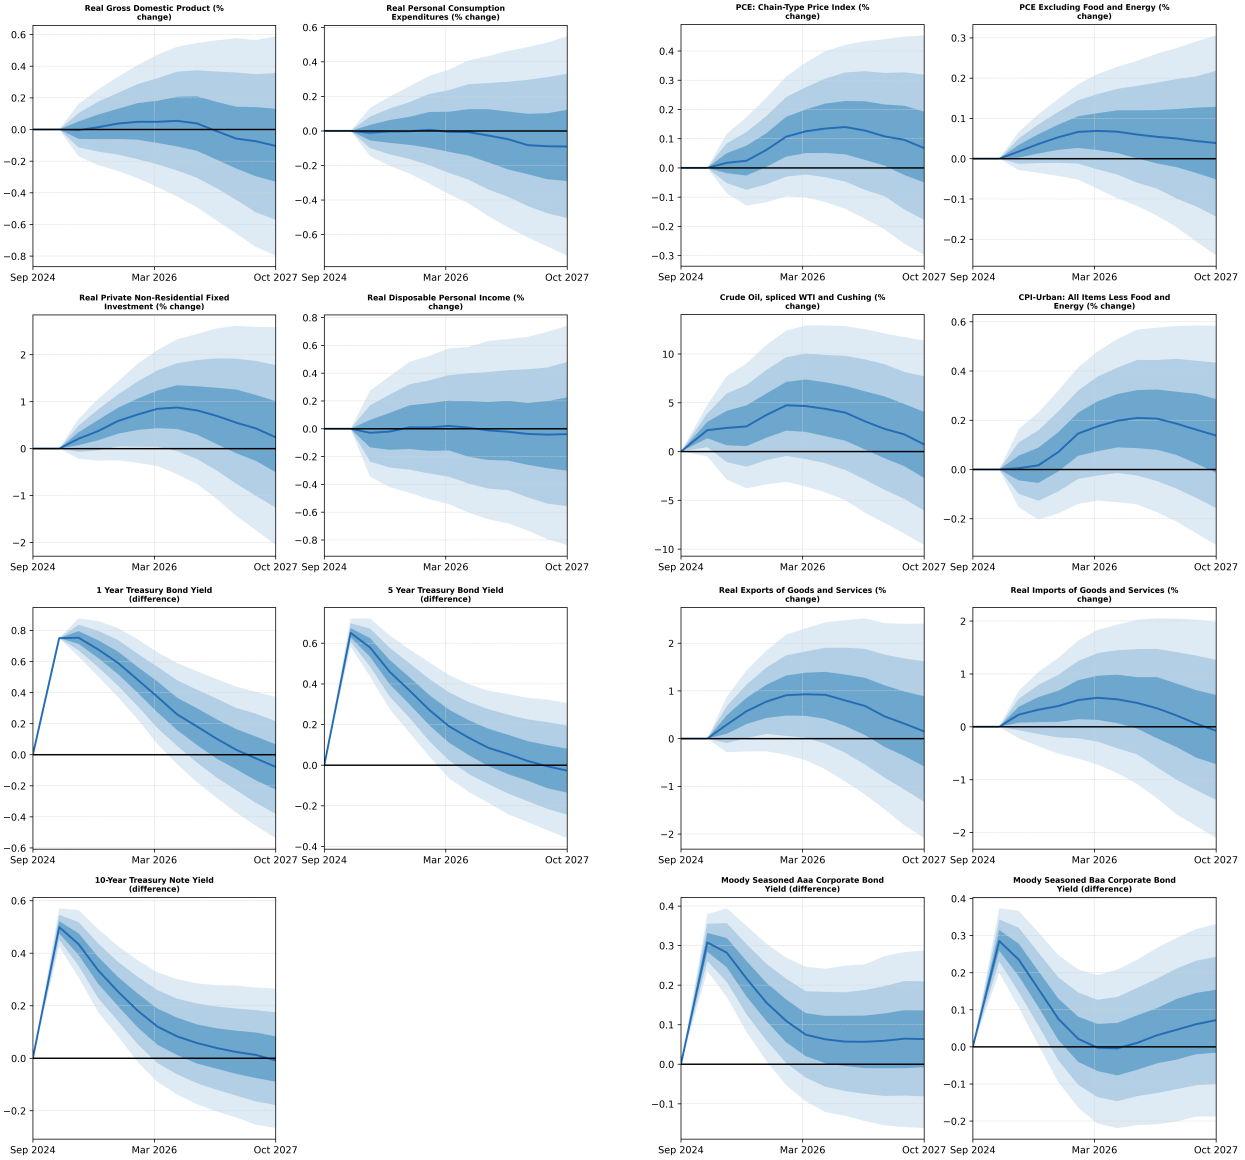 Real Gross Domestic Product (%
change)
0.6
0.4
0.2
0.0
−0.2
−0.4
−0.6
−0.8
Sep 2024
Mar 2026
Oct 2027
Real Personal Consumption
Expenditures (% change)
0.6
0.4
0.2
0.0
−0.2
−0.4
−0.6
Sep 2024
Mar 2026
Oct 2027
PCE: Chain-Type Price Index (%
change)
0.4
0.3
0.2
0.1
0.0
−0.1
−0.2
−0.3
Sep 2024
Mar 2026
Oct 2027
PCE Excluding Food and Energy (%
change)
0.3
0.2
0.1
0.0
−0.1
−0.2
Sep 2024
Mar 2026
Oct 2027
Real Private Non-Residential Fixed
Investment (% change)
2
1
0
−1
−2
Sep 2024
Mar 2026
Oct 2027
Real Disposable Personal Income (%
change)
0.8
0.6
0.4
0.2
0.0
−0.2
−0.4
−0.6
−0.8
Sep 2024
Mar 2026
Oct 2027
Crude Oil, spliced WTI and Cushing (%
change)
10
5
0
−5
−10
Sep 2024
Mar 2026
Oct 2027
CPI-Urban: All Items Less Food and
Energy (% change)
0.6
0.4
0.2
0.0
−0.2
Sep 2024
Mar 2026
Oct 2027
1 Year Treasury Bond Yield
(difference)
0.8
0.6
0.4
0.2
0.0
−0.2
−0.4
−0.6
Sep 2024
Mar 2026
Oct 2027
5 Year Treasury Bond Yield
(difference)
0.6
0.4
0.2
0.0
−0.2
−0.4
Sep 2024
Mar 2026
Oct 2027
Real Exports of Goods and Services (%
change)
2
1
0
−1
−2
Sep 2024
Mar 2026
Oct 2027
Real Imports of Goods and Services (%
change)
2
1
0
−1
−2
Sep 2024
Mar 2026
Oct 2027
10-Year Treasury Note Yield
(difference)
0.6
0.4
0.2
0.0
−0.2
Sep 2024
Mar 2026
Oct 2027
Moody Seasoned Aaa Corporate Bond
Yield (difference)
0.4
0.3
0.2
0.1
0.0
−0.1
Sep 2024
Mar 2026
Oct 2027
Moody Seasoned Baa Corporate Bond
Yield (difference)
0.4
0.3
0.2
0.1
0.0
−0.1
−0.2
Sep 2024
Mar 2026
Oct 2027